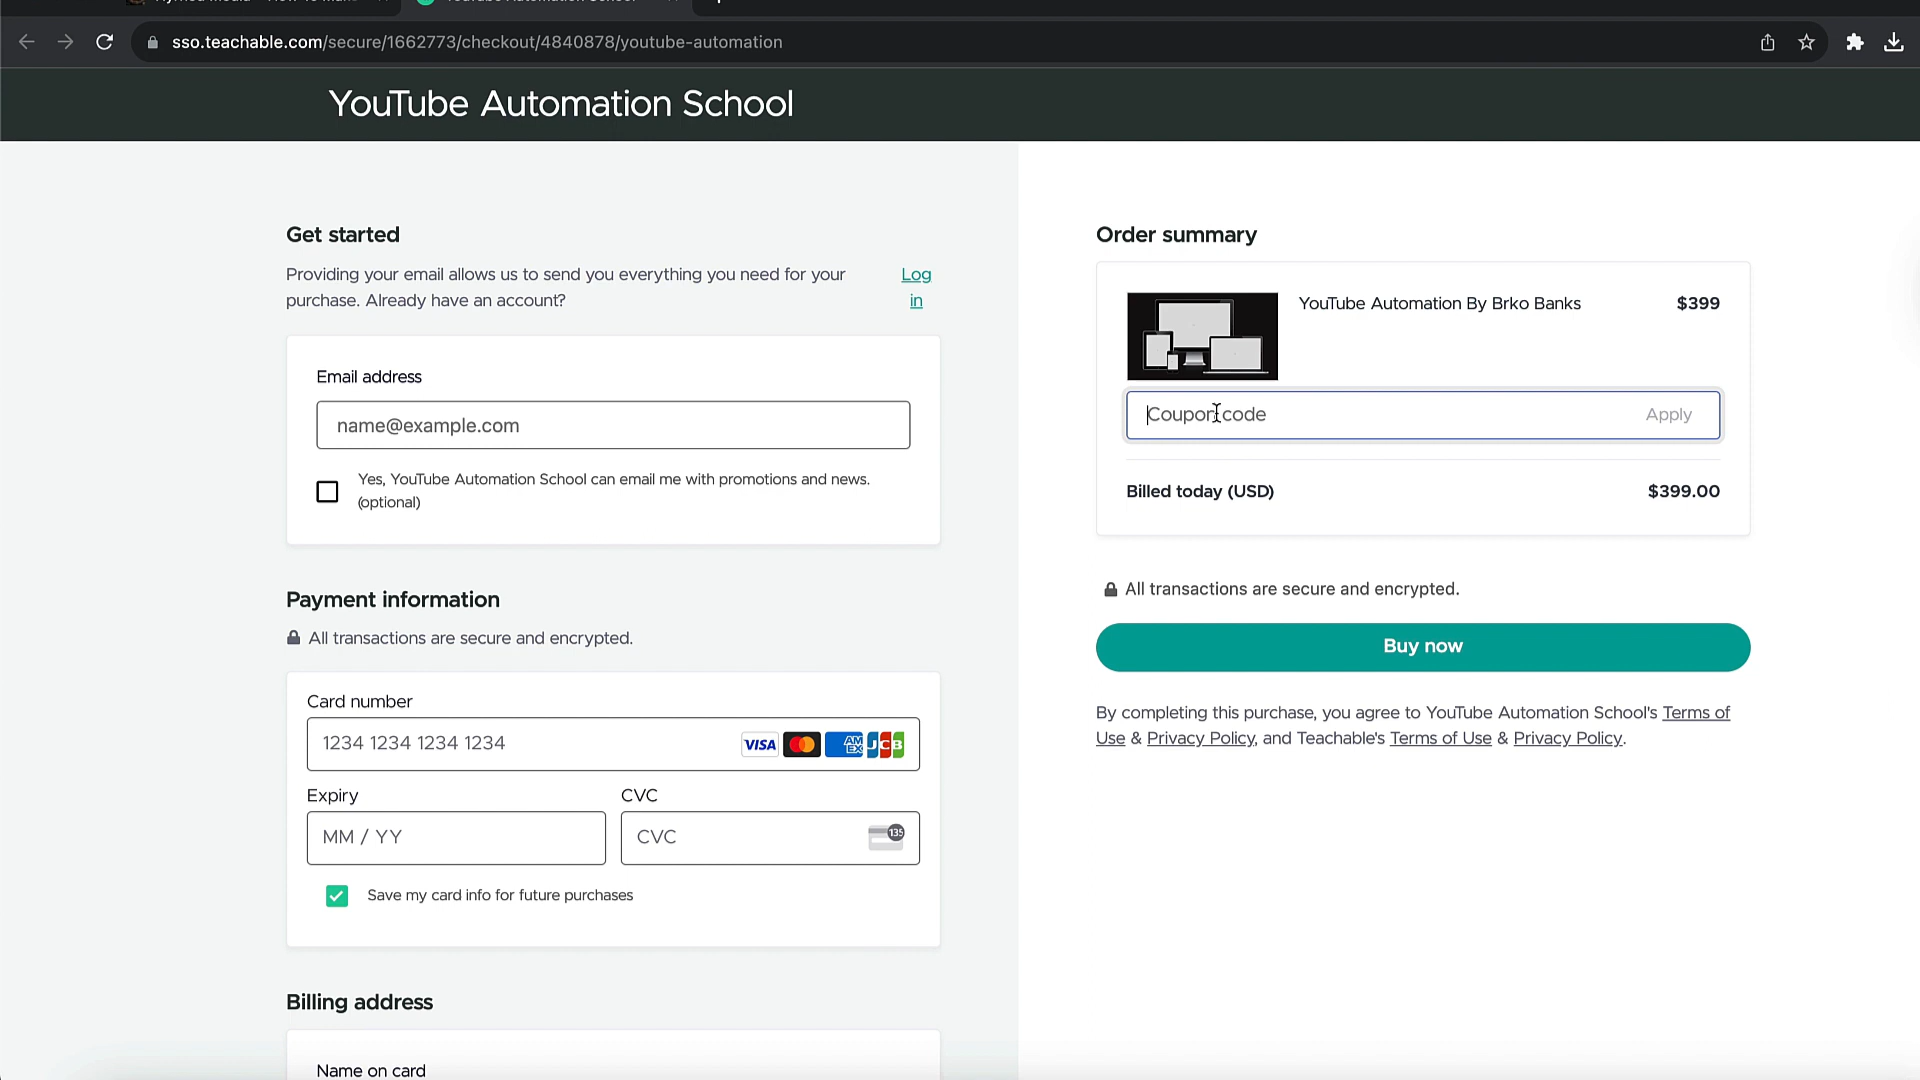 sso.teachable.com/secure/1662773/checkout/4840878/youtube-automation
YouTube Automation School
Get started
Providing your email allows us to send you everything you need for your
purchase. Already have an account?
Log
in
Email address
name@example.com
Yes, YouTube Automation School can email me with promotions and news.
(optional)
Payment information
All transactions are secure and encrypted.
Card number
1234 1234 1234 1234
VISA
AM
EX
JCB
Expiry
CVC
MM / YY
CVC
135
Save my card info for future purchases
Billing address
Name on card
Order summary
YouTube Automation By Brko Banks
$399
Coupon code
Apply
Billed today (USD)
$399.00
All transactions are secure and encrypted.
Buy now
By completing this purchase, you agree to YouTube Automation School's Terms of
Use & Privacy Policy, and Teachable's Terms of Use & Privacy Policy.